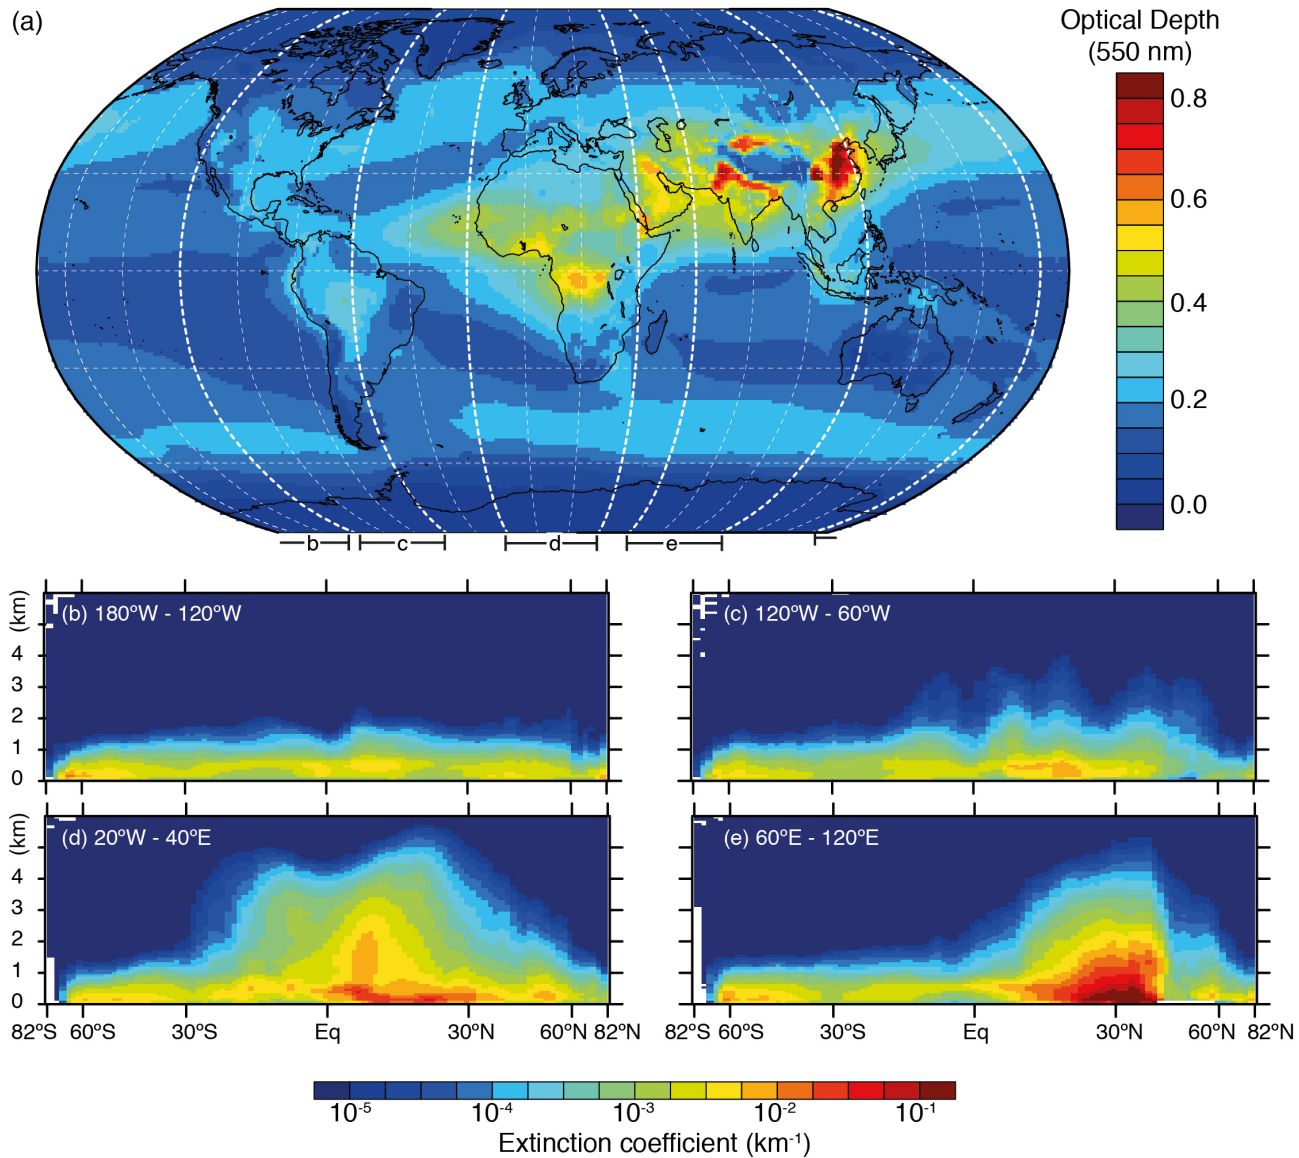 (a)
Optical Depth
(550 nm)
0.8
0.6
0.4
0.2
0.0
b c d e
(b) 180ºW - 120ºW
(km)
4
3
2
1
0
(c) 120ºW - 60ºW
(d) 20ºW - 40ºE
(km)
4
3
2
1
0
82ºS 60ºS 30ºS Eq 30ºN 60ºN 82ºN
(e) 60ºE - 120ºE
82ºS 60ºS 30ºS Eq 30ºN 60ºN 82ºN
10-5 10-4 10-3 10-2 10-1
Extinction coefficient (km-1)